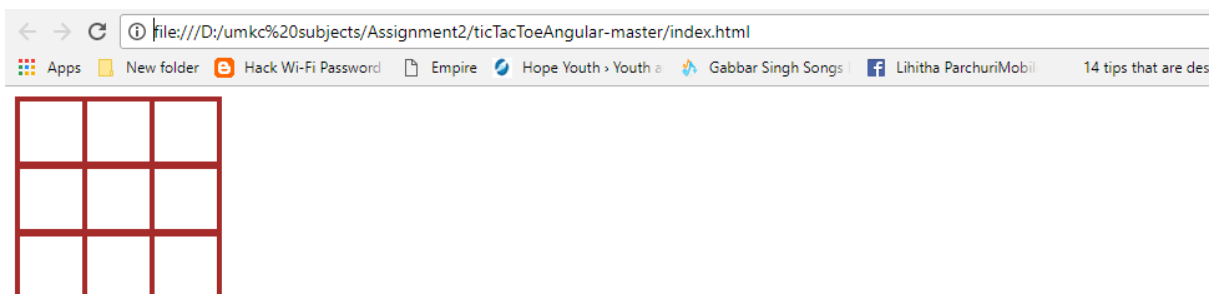 file:///D:/umkc%20subjects/Assignment2/ticTacToeAngular-master/index.html
Apps New folder Hack Wi-Fi Password Empire Hope Youth › Youth a Gabbar Singh Songs Lihitha ParchuriMobil 14 tips that are des